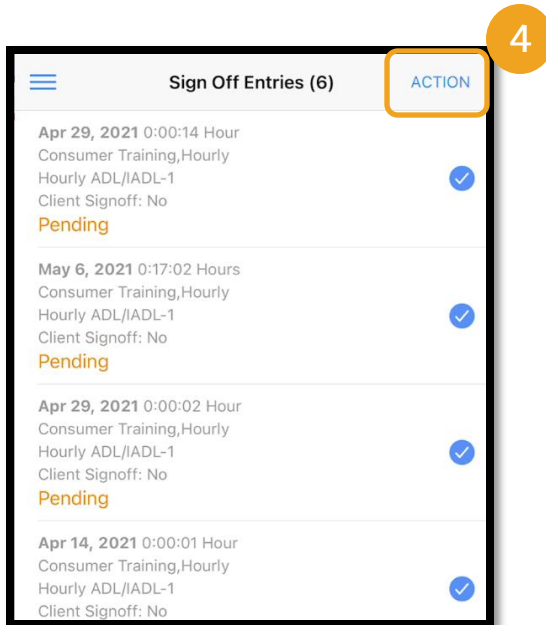 4
Sign Off Entries (6) ACTION
Apr 29, 2021 0:00:14 Hour
Consumer Training,Hourly
Hourly ADL/IADL-1
Client Signoff: No
Pending
May 6, 2021 0:17:02 Hours
Consumer Training,Hourly
Hourly ADL/IADL-1
Client Signoff: No
Pending
Apr 29, 2021 0:00:02 Hour
Consumer Training,Hourly
Hourly ADL/IADL-1
Client Signoff: No
Pending
Apr 14, 2021 0:00:01 Hour
Consumer Training,Hourly
Hourly ADL/IADL-1
Client Signoff: No